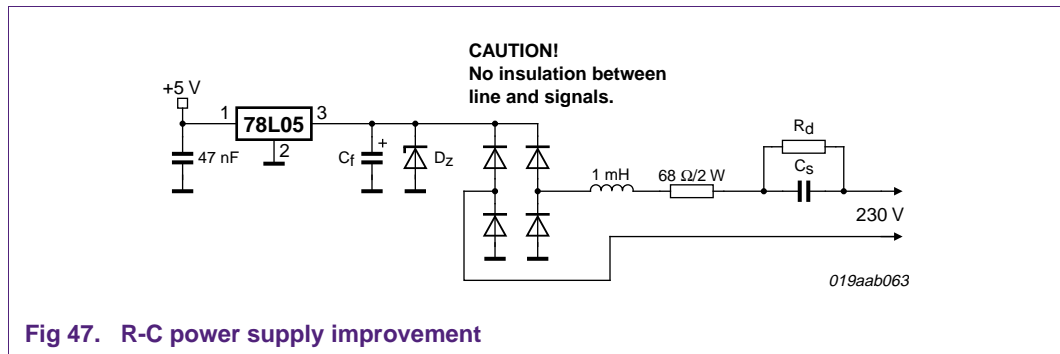 CAUTION!
No insulation between
line and signals.
+5 V
1
78L05
3
2
47 nF
Cf
+
Dz
1 mH
68 Ω/2 W
Rd
Cs
230 V
019aab063
Fig 47. R-C power supply improvement